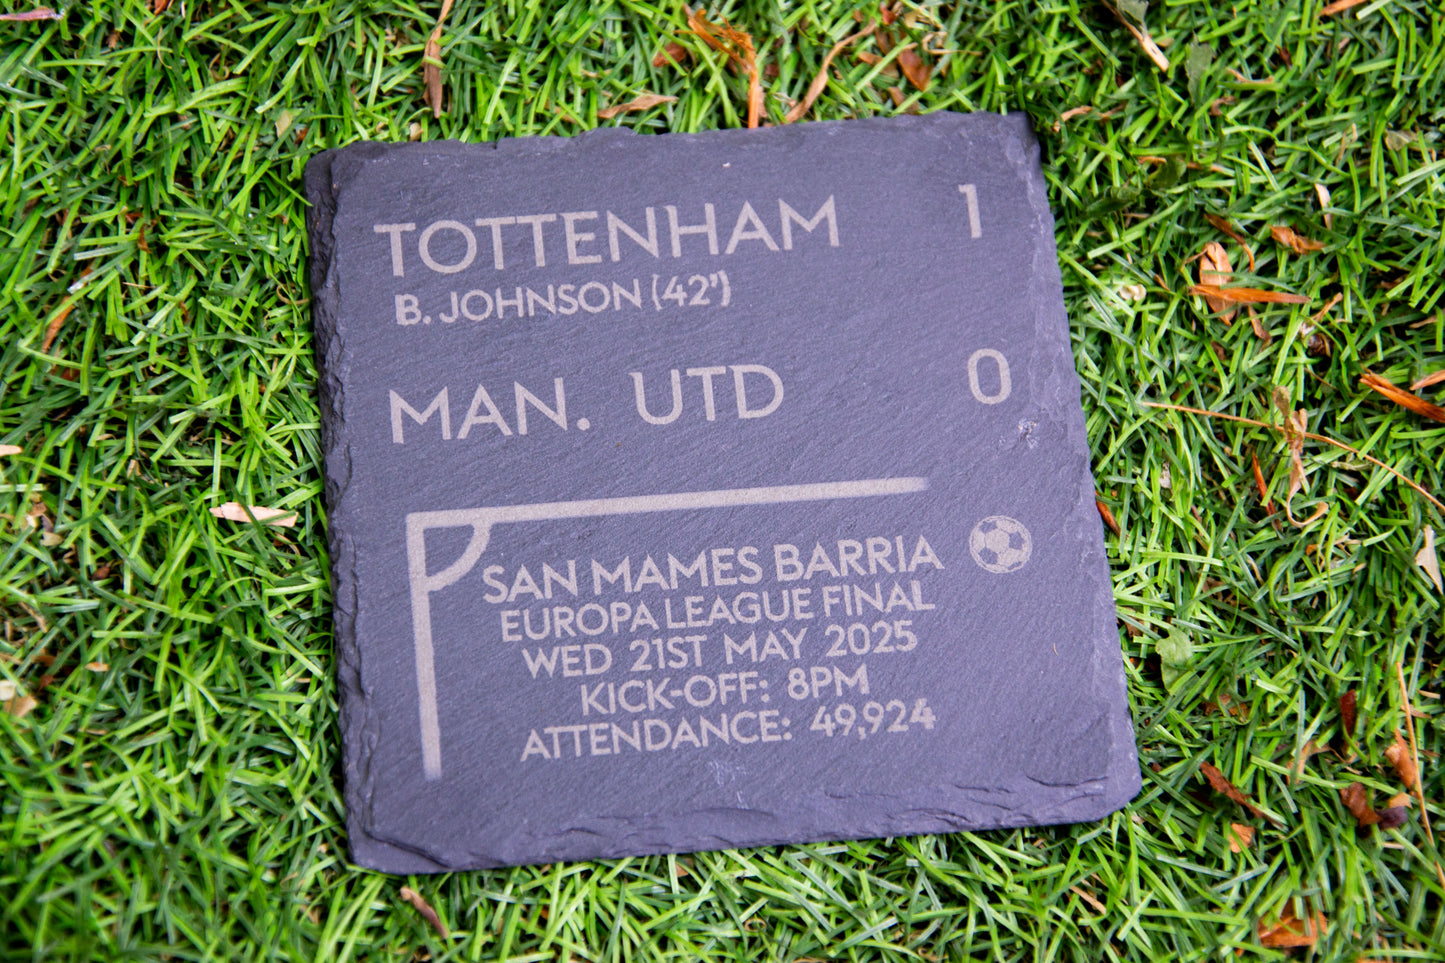 TOTTENHAM 1
B. JOHNSON (42')
MAN. UTD 0
SAN MAMES BARRIA
EUROPA LEAGUE FINAL
WED 21ST MAY 2025
KICK-OFF: 8PM
ATTENDANCE: 49,924